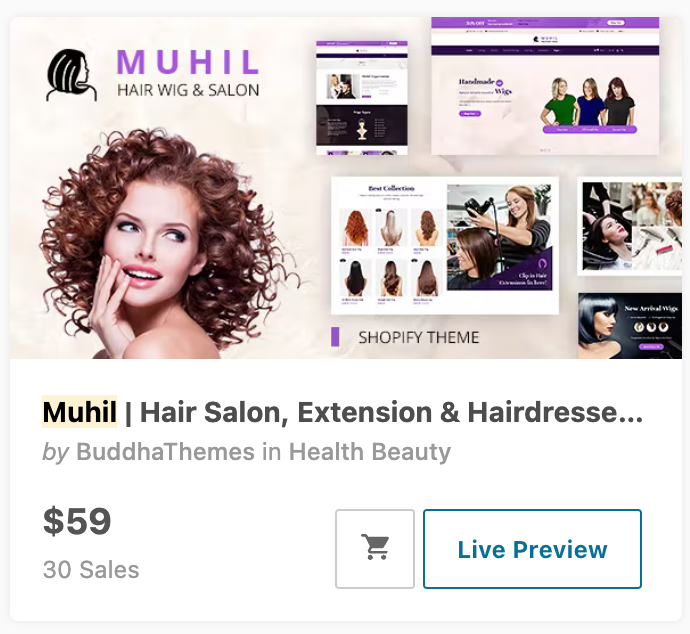 MUHIL
HAIR WIG & SALON
Handmade
Wigs
Best Collection
Clip in Hair
Extensions fix here!
New Arrival Wigs
SHOPIFY THEME
Muhil | Hair Salon, Extension & Hairdresse...
by BuddhaThemes in Health Beauty
$59
30 Sales
Live Preview